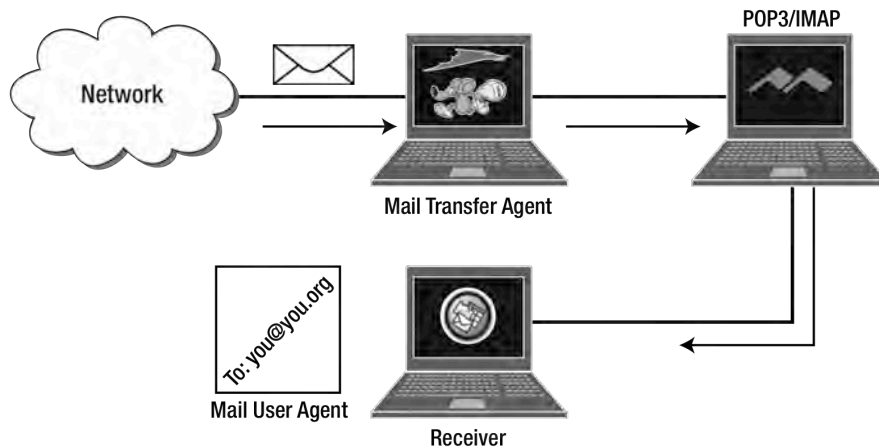 POP3/IMAP
Network
Mail Transfer Agent
To: you@you.org
Mail User Agent
Receiver